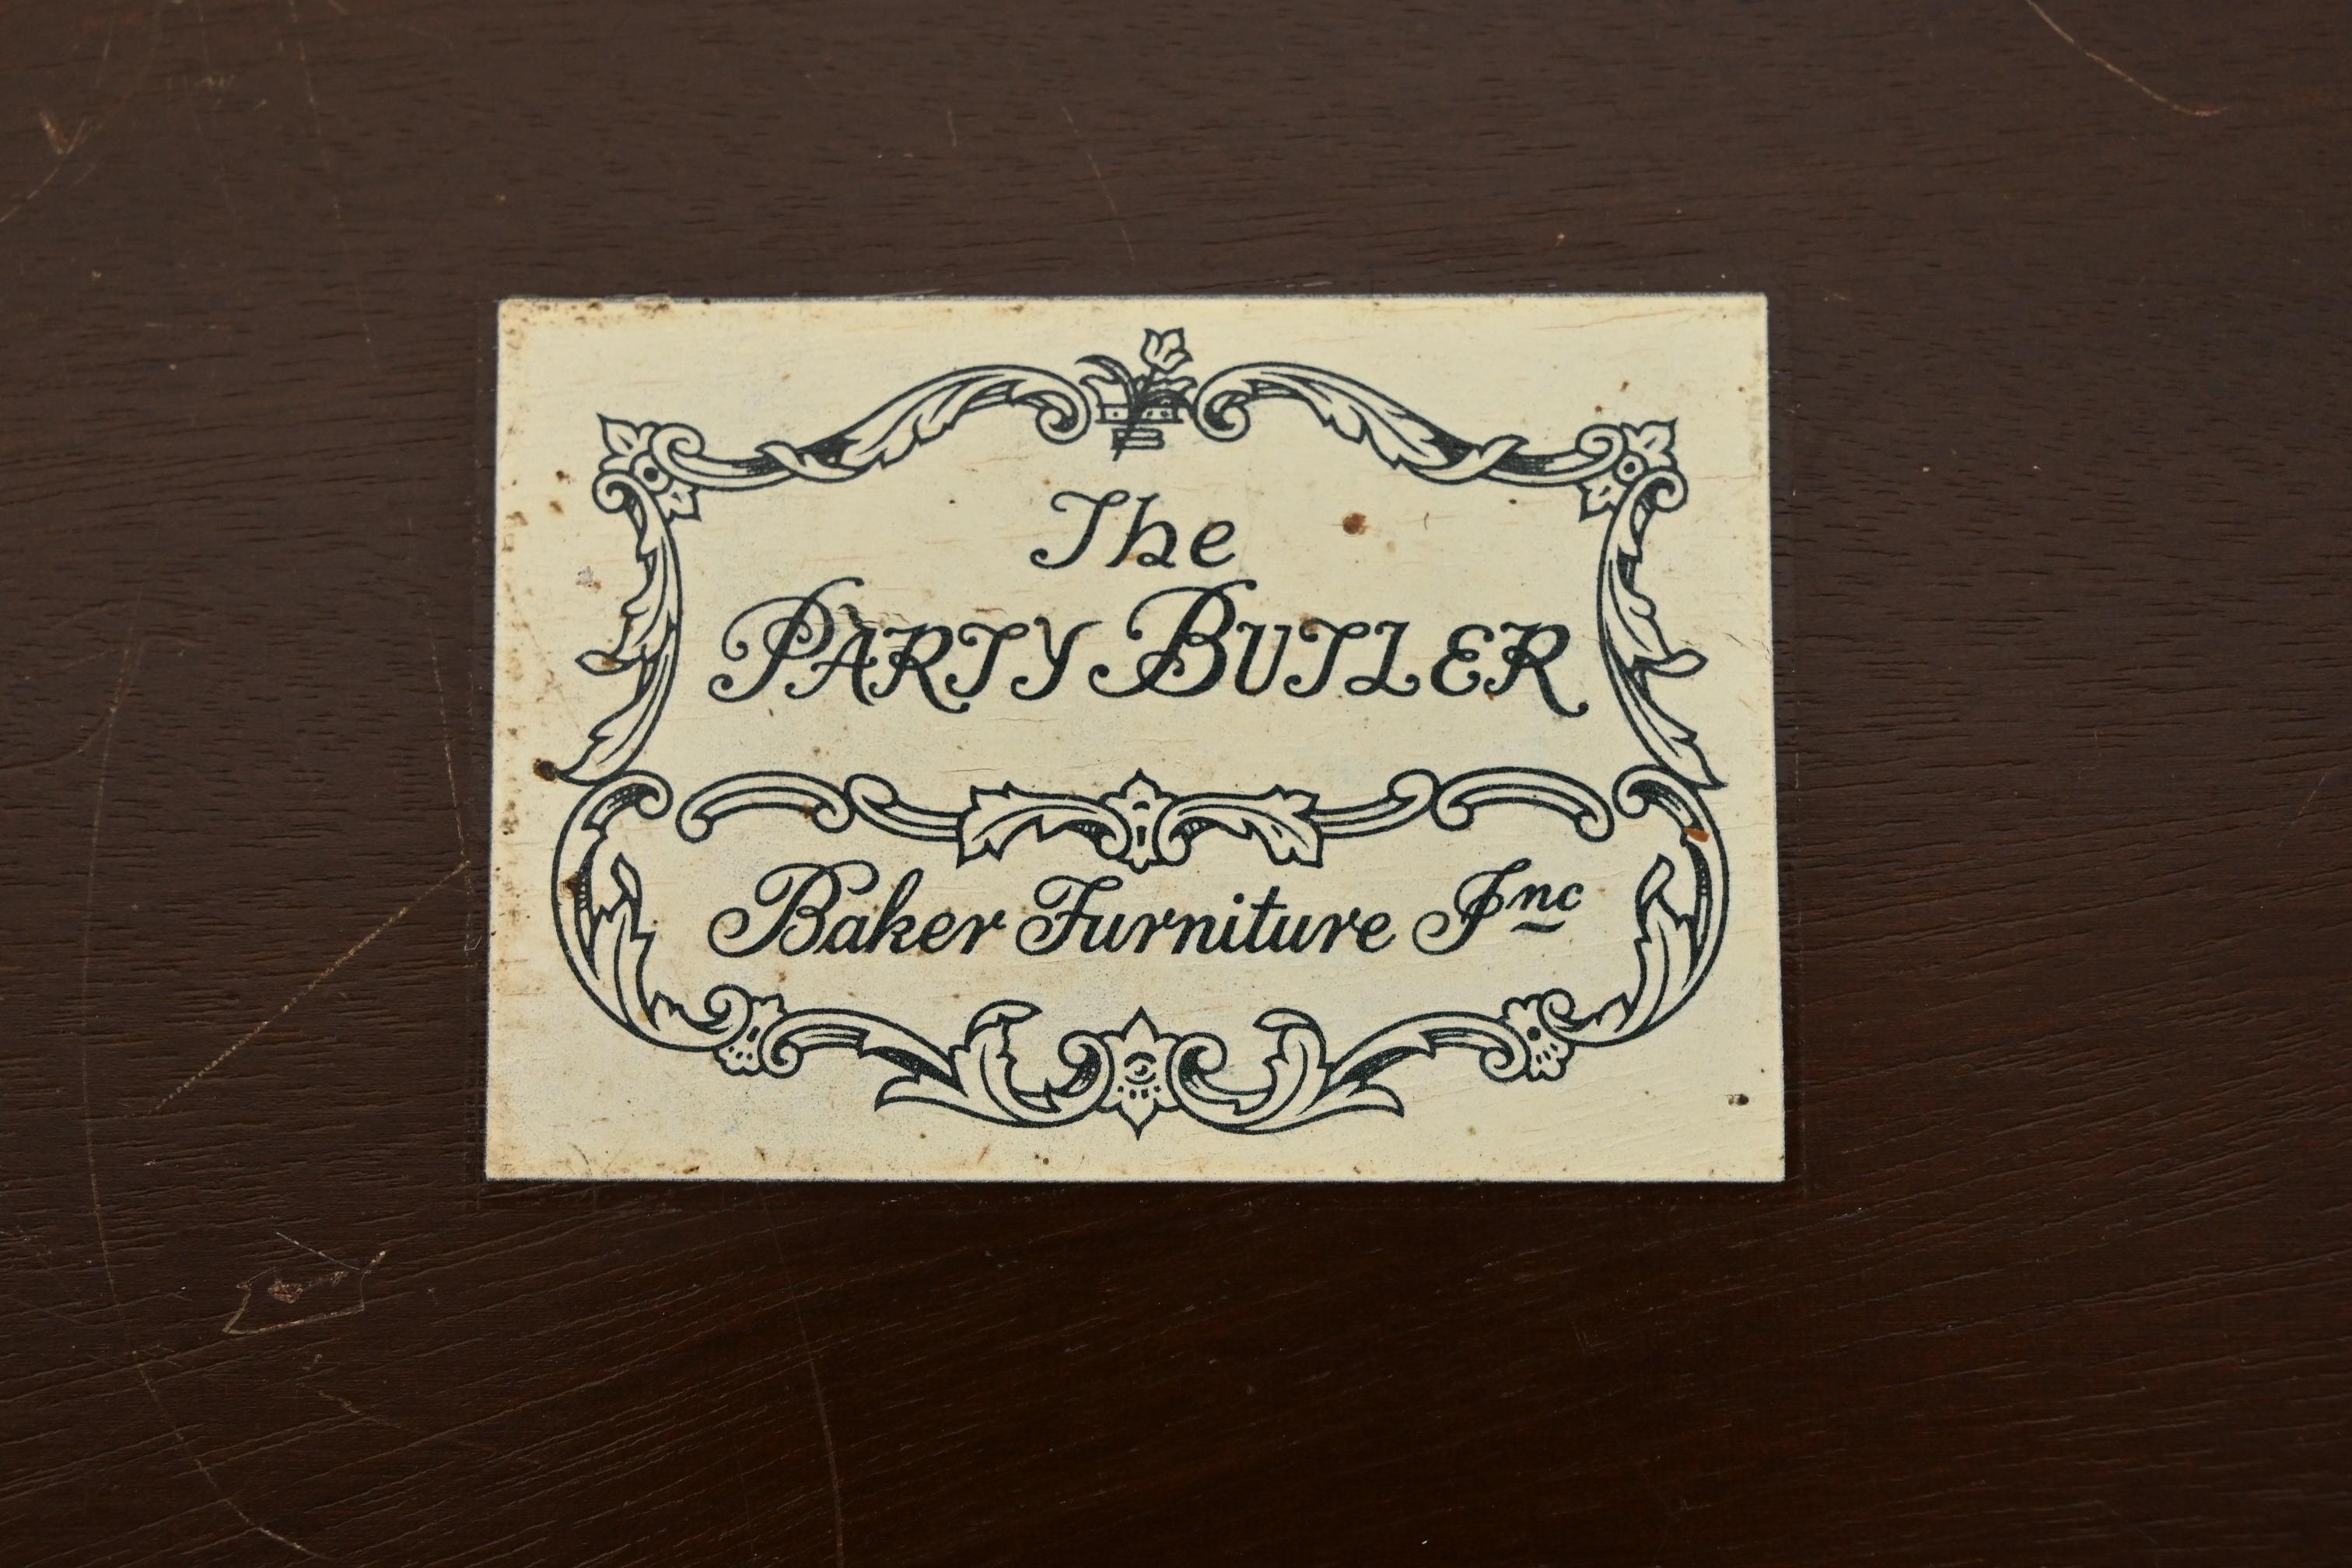 B
The
PARTY BUTLER
Baker Furniture Inc